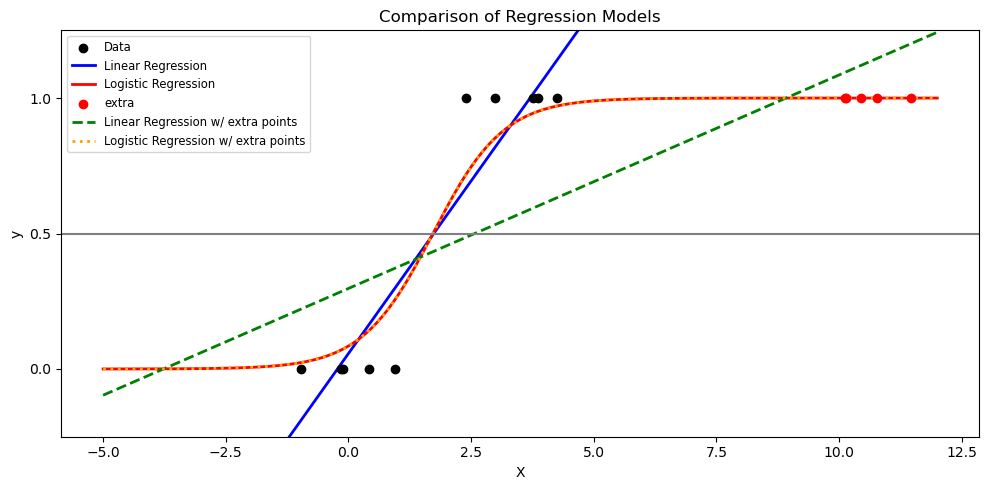 Comparison of Regression Models
Data
Linear Regression
Logistic Regression
extra
Linear Regression w/ extra points
Logistic Regression w/ extra points
1.0
0.5
0.0
y
−5.0 −2.5 0.0 2.5 5.0 7.5 10.0 12.5
X